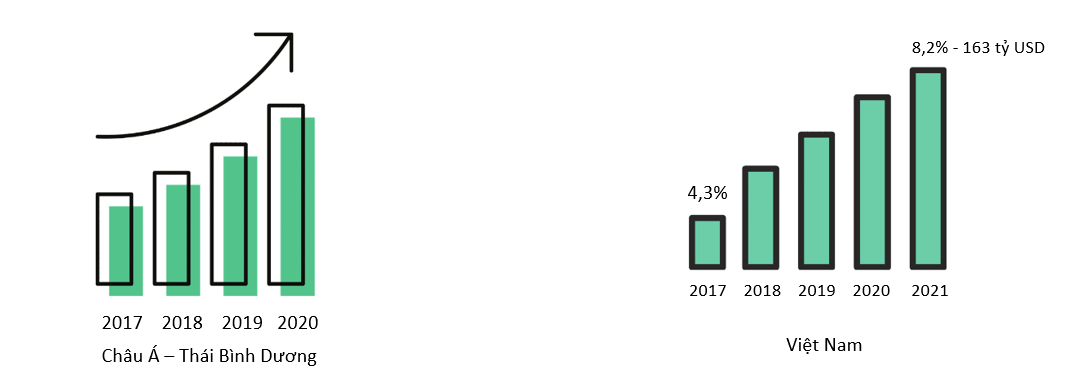 2017 2018 2019 2020
Châu Á – Thái Bình Dương
8,2% - 163 tỷ USD
4,3%
2017 2018 2019 2020 2021
Việt Nam